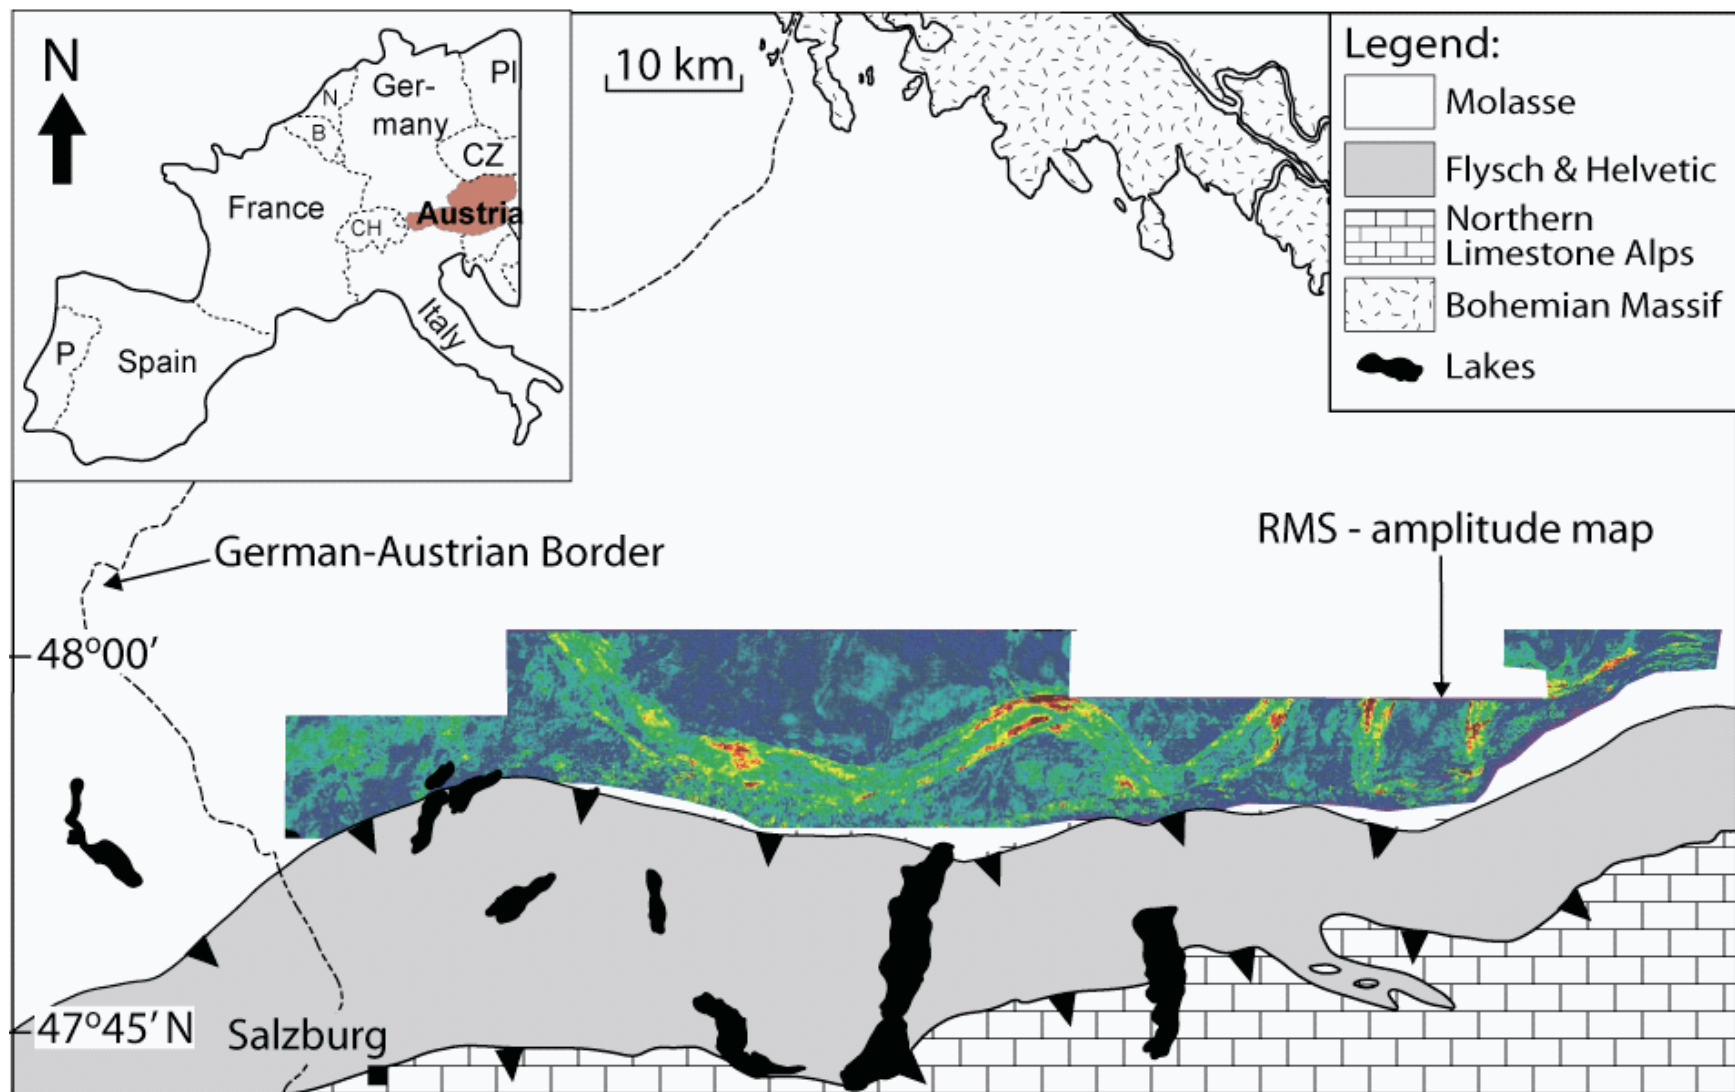 N
N
B
Ger-
many
Pl
CZ
France
CH
Austria
Italy
P
Spain
10 km
Legend:
Molasse
Flysch & Helvetic
Northern
Limestone Alps
Bohemian Massif
Lakes
German-Austrian Border
RMS - amplitude map
48°00'
47°45' N
Salzburg